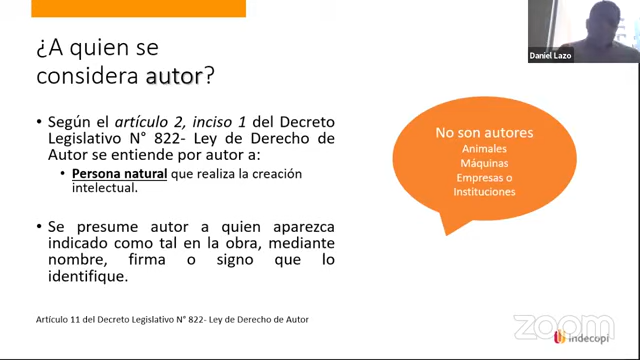 ¿A quien se
considera autor?
• Según el artículo 2, inciso 1 del Decreto
Legislativo N° 822- Ley de Derecho de
Autor se entiende por autor a:
• Persona natural que realiza la creación
intelectual.
• Se presume autor a quien aparezca
indicado como tal en la obra, mediante
nombre, firma o signo que lo
identifique.
Artículo 11 del Decreto Legislativo N° 822- Ley de Derecho de Autor
No son autores
Animales
Máquinas
Empresas o
Instituciones
Daniel Lazo
zoom
indecopi